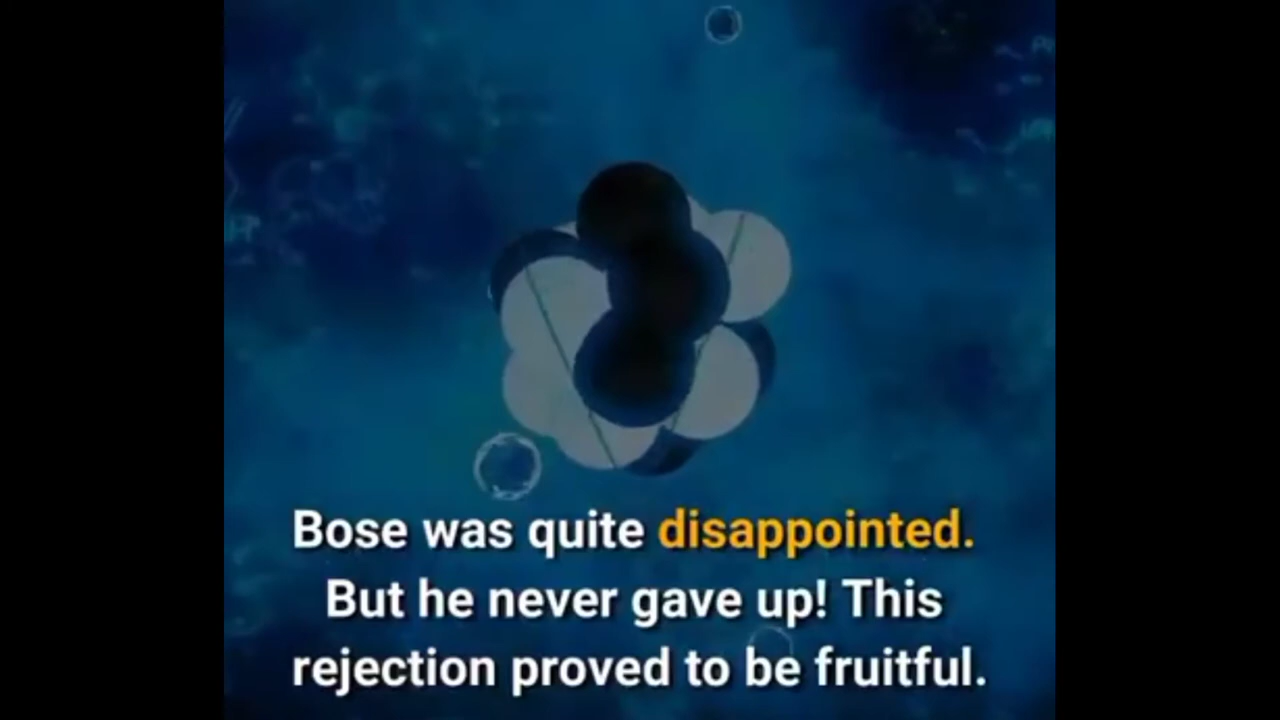 Bose was quite disappointed.
But he never gave up! This
rejection proved to be fruitful.